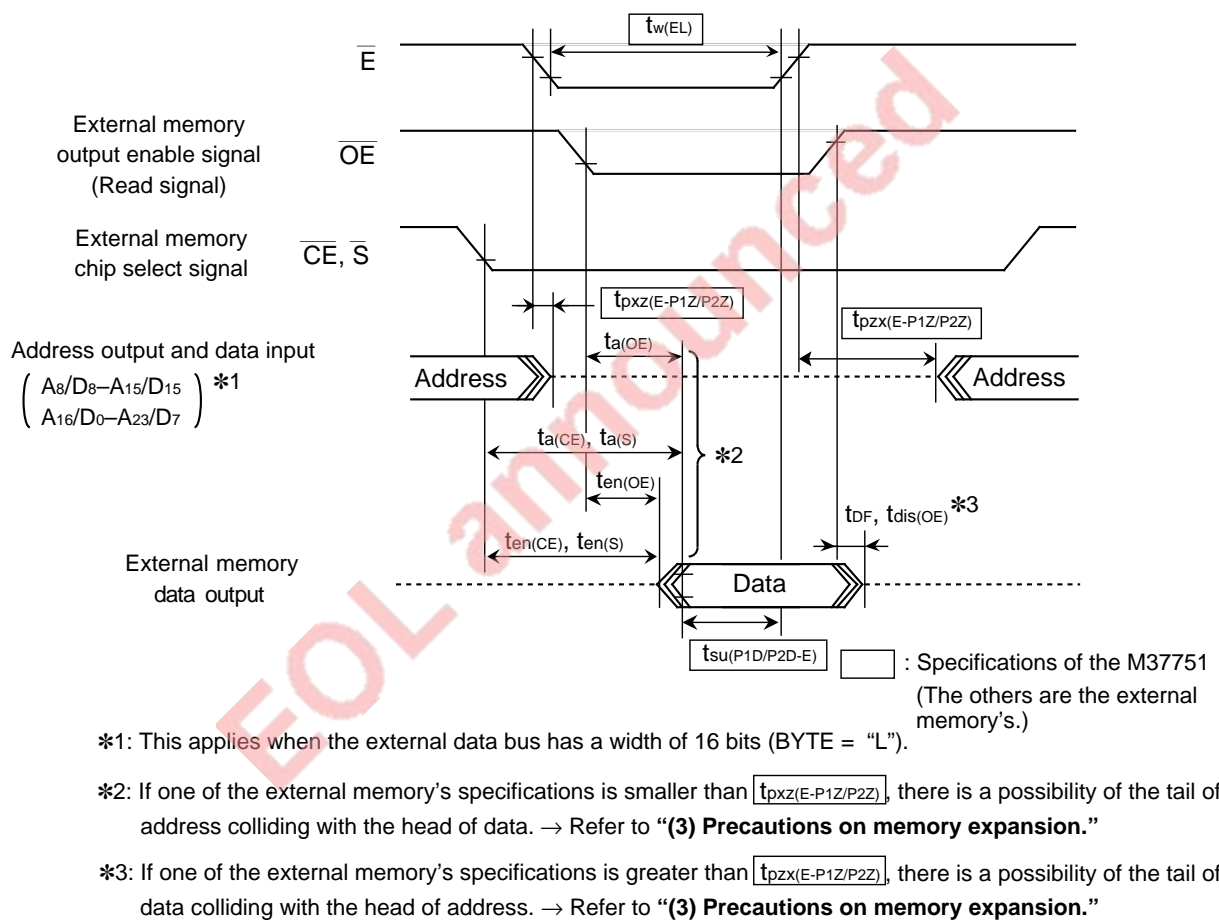 tw(EL)
E
External memory
output enable signal
(Read signal)
OE
External memory
chip select signal
CE, S
tpxz(E-P1Z/P2Z)
tpzx(E-P1Z/P2Z)
ta(OE)
Address output and data input
( A8/D8–A15/D15
A16/D0–A23/D7 ) ✻1
Address
Address
ta(CE), ta(S)
✻2
ten(OE)
tDF, tdis(OE) ✻3
ten(CE), ten(S)
External memory
data output
Data
tsu(P1D/P2D-E)
: Specifications of the M37751
(The others are the external
memory's.)
✻1: This applies when the external data bus has a width of 16 bits (BYTE = “L”).
✻2: If one of the external memory's specifications is smaller than tpxz(E-P1Z/P2Z), there is a possibility of the tail of
address colliding with the head of data. → Refer to “(3) Precautions on memory expansion.”
✻3: If one of the external memory's specifications is greater than tpzx(E-P1Z/P2Z), there is a possibility of the tail of
data colliding with the head of address. → Refer to “(3) Precautions on memory expansion.”
EOL announced